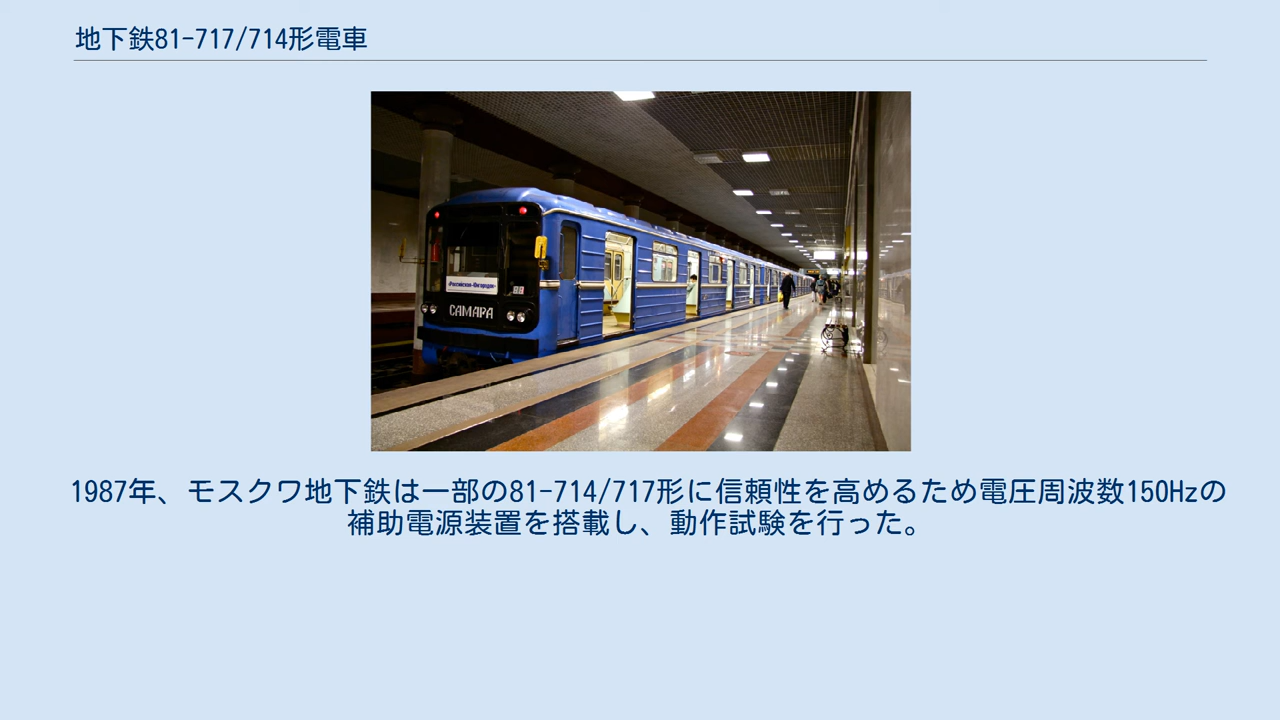 地下鉄81-717/714形電車
«Российская-Юнгородок»
САМАРА
1987年、モスクワ地下鉄は一部の81-714/717形に信頼性を高めるため電圧周波数150Hzの
補助電源装置を搭載し、動作試験を行った。